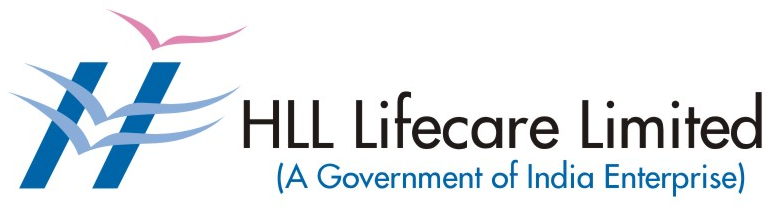 HLL Lifecare Limited
(A Government of India Enterprise)